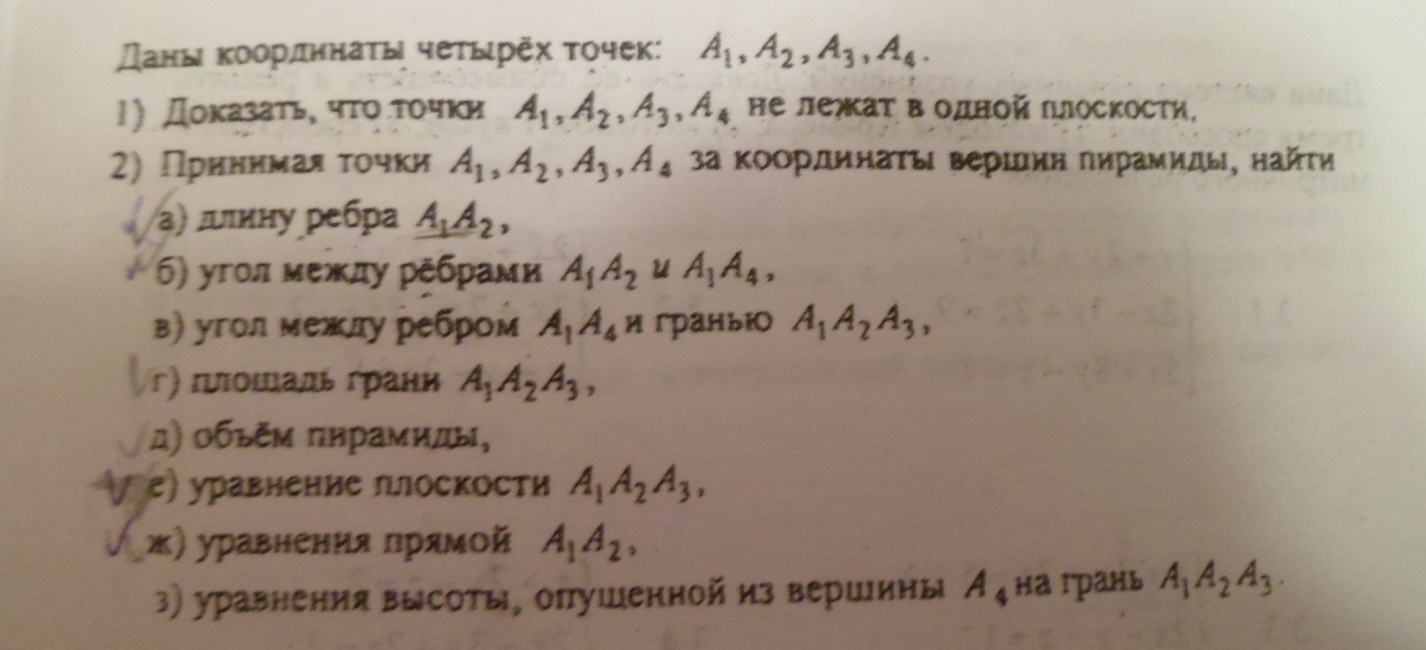 Даны координаты четырёх точек: A₁, A₂, A₃, A₄.
1) Доказать, что точки A₁, A₂, A₃, A₄ не лежат в одной плоскости.
2) Принимая точки A₁, A₂, A₃, A₄ за координаты вершин пирамиды, найти
а) длину ребра A₁A₂,
б) угол между рёбрами A₁A₂ и A₁A₄,
в) угол между ребром A₁A₄ и гранью A₁A₂A₃,
г) площадь грани A₁A₂A₃,
д) объём пирамиды,
е) уравнение плоскости A₁A₂A₃,
ж) уравнения прямой A₁A₂,
з) уравнения высоты, опущенной из вершины A₄ на грань A₁A₂A₃.